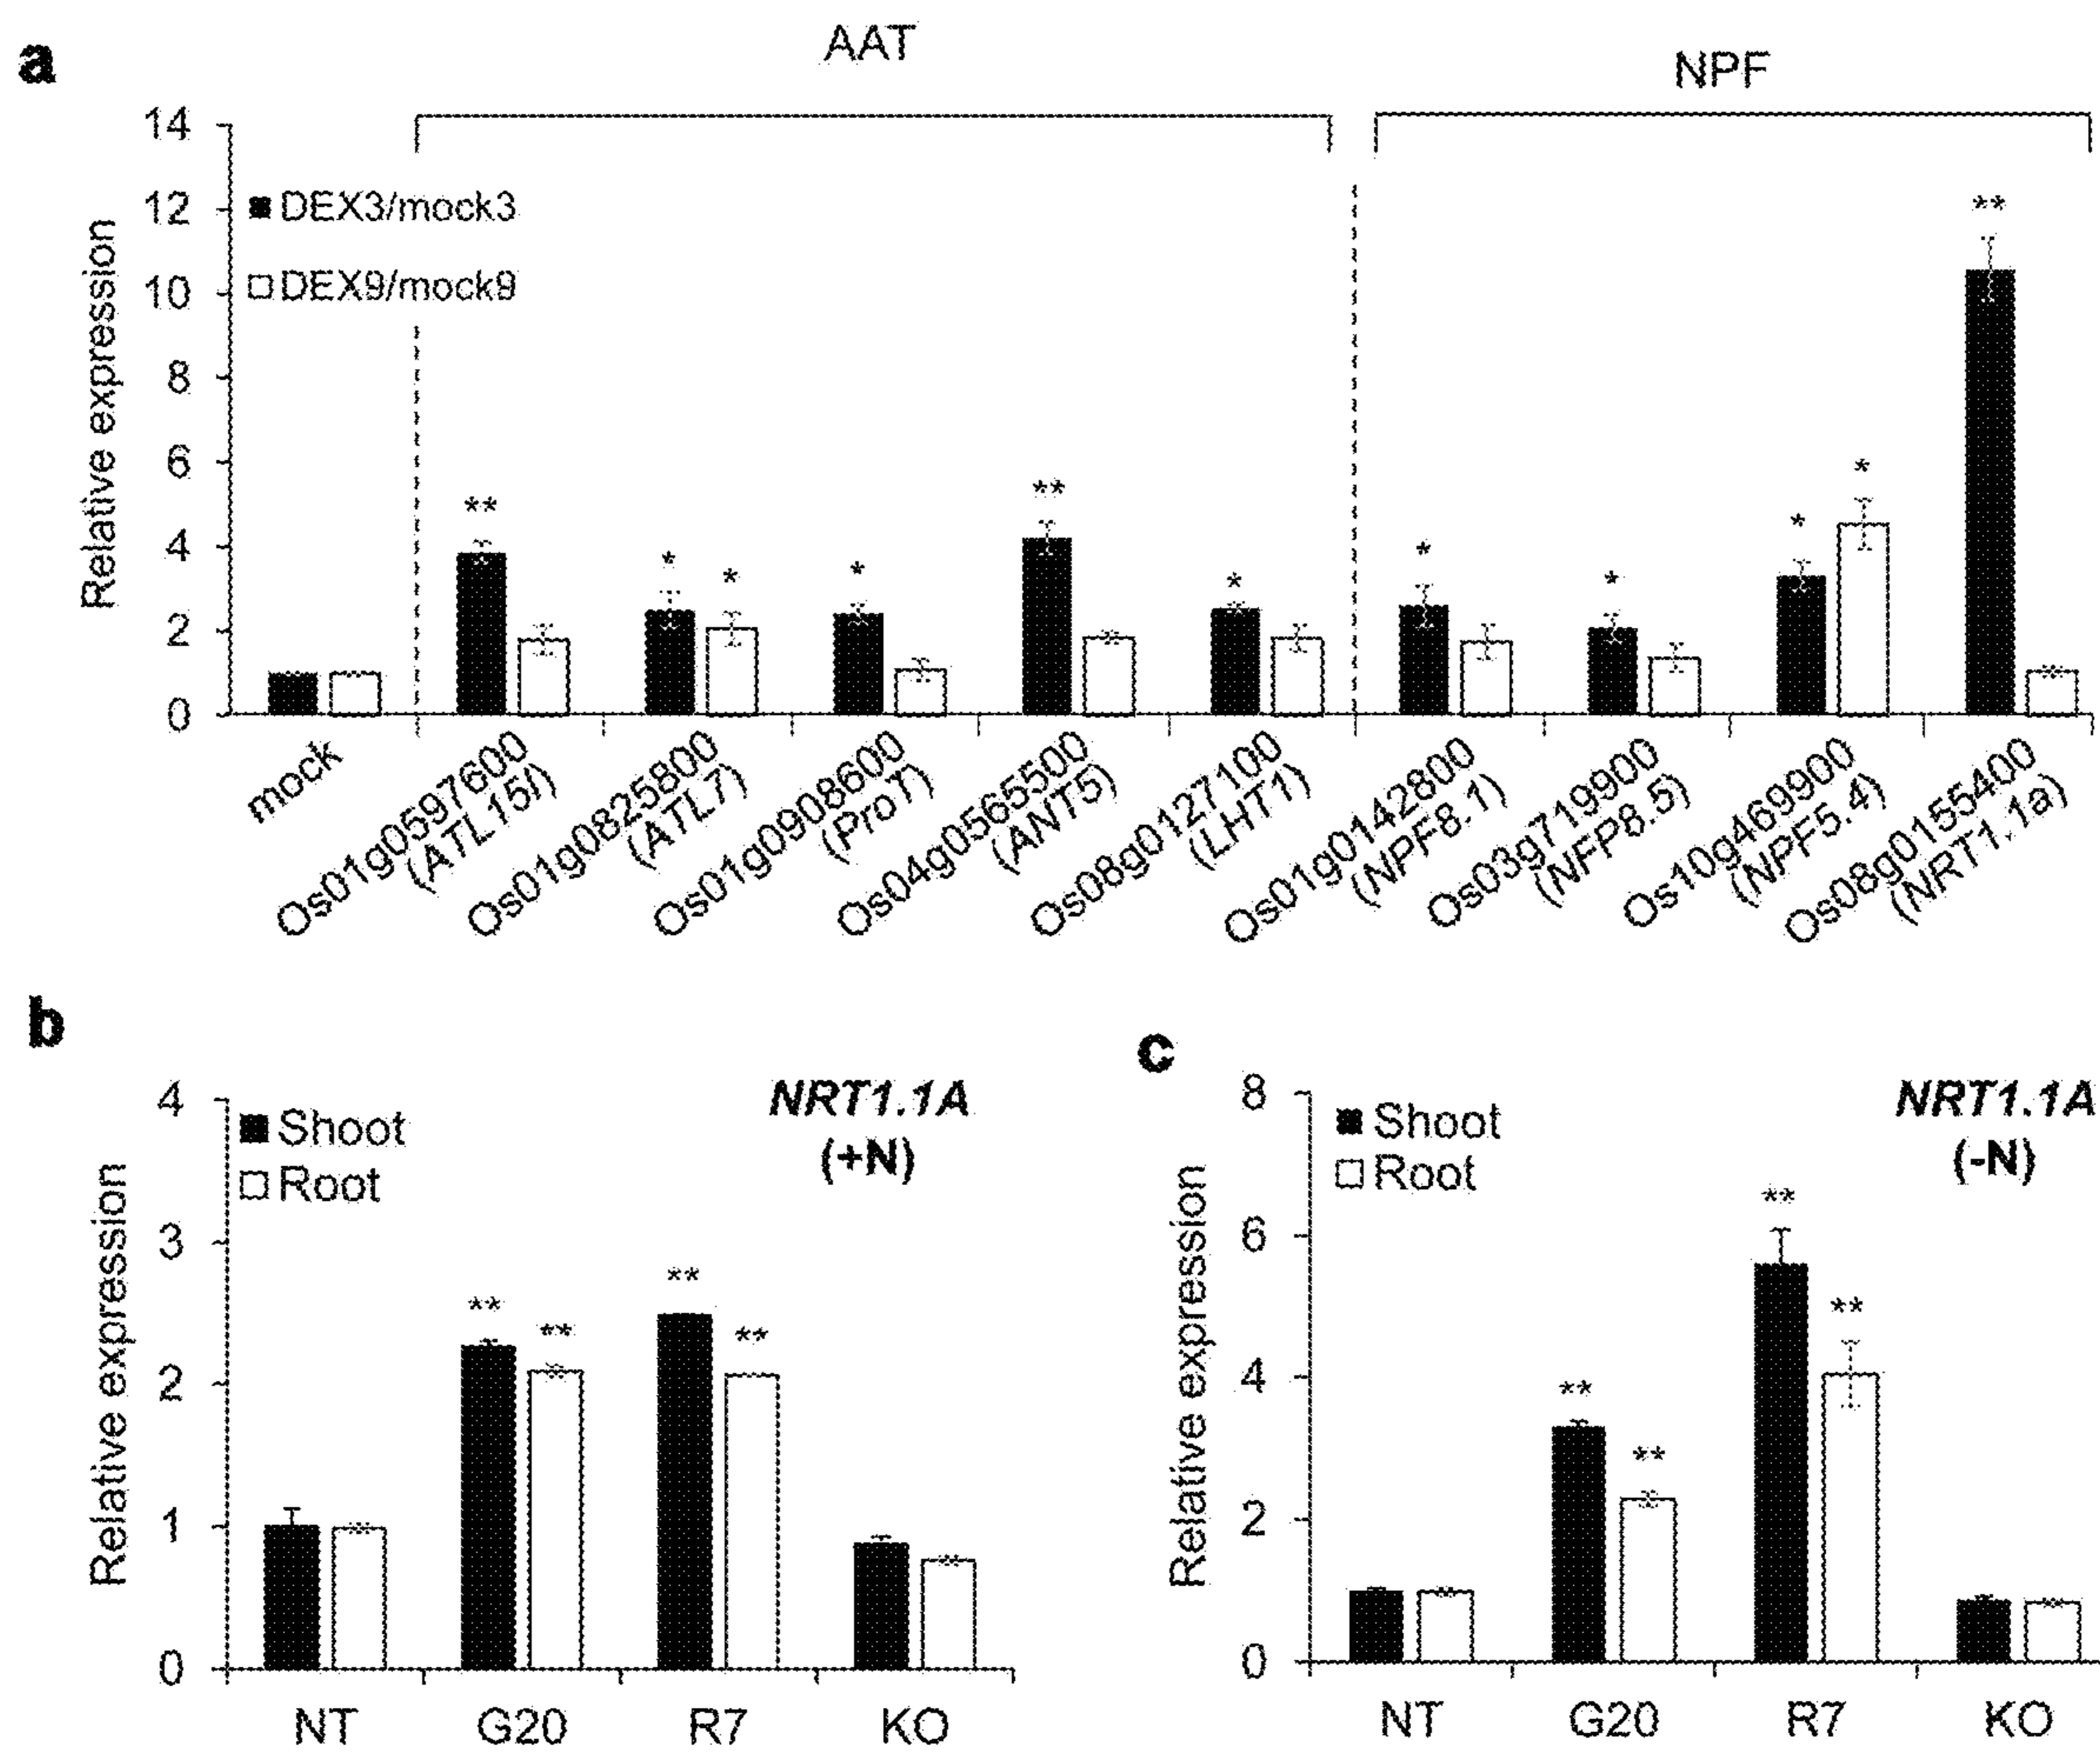 a
AAT
NPF
14
12
10
8
6
4
2
0
Relative expression
DEX3/mock3
DEX9/mock9
**
*
*
*
**
*
*
*
*
*
**
mock
Os01g0597600
(ATL15l)
Os01g0825800
(ATL7)
Os01g0908600
(ProT)
Os04g0565500
(ANT5)
Os08g0127100
(LHT1)
Os01g0142800
(NPF8.1)
Os03g719900
(NFP8.5)
Os10g469900
(NPF5.4)
Os08g0155400
(NRT1.1a)
b
NRT1.1A
(+N)
Shoot
Root
4
3
2
1
0
Relative expression
**
**
**
**
NT
G20
R7
KO
c
NRT1.1A
(-N)
Shoot
Root
8
6
4
2
0
Relative expression
**
**
**
**
NT
G20
R7
KO